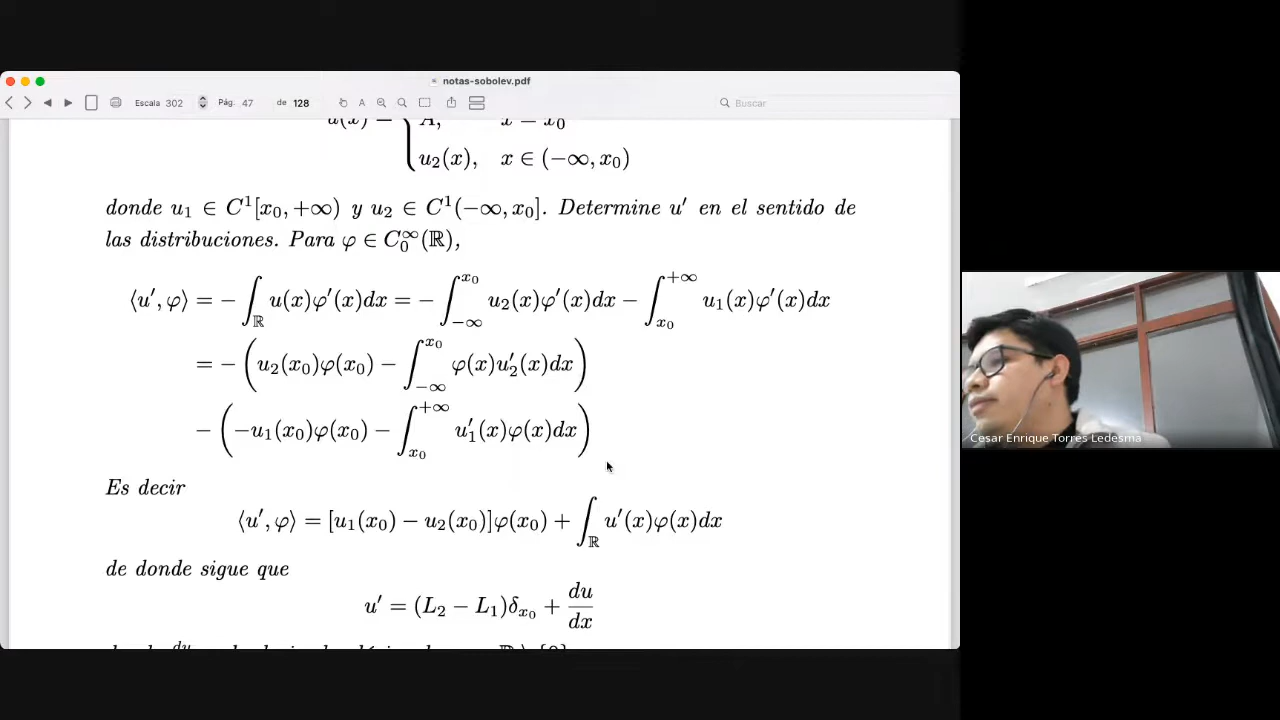 notas-sobolev.pdf
Escala 302 Pág. 47 de 128 Buscar
u(x) = { A, x = x₀
u₂(x), x ∈ (−∞, x₀)
donde u₁ ∈ C¹[x₀, +∞) y u₂ ∈ C¹(−∞, x₀]. Determine u′ en el sentido de
las distribuciones. Para φ ∈ C₀^∞(ℝ),
⟨u′, φ⟩ = − ∫_ℝ u(x)φ′(x)dx = − ∫_{−∞}^{x₀} u₂(x)φ′(x)dx − ∫_{x₀}^{+∞} u₁(x)φ′(x)dx
= − (u₂(x₀)φ(x₀) − ∫_{−∞}^{x₀} φ(x)u₂′(x)dx)
− (−u₁(x₀)φ(x₀) − ∫_{x₀}^{+∞} u₁′(x)φ(x)dx)
Es decir
⟨u′, φ⟩ = [u₁(x₀) − u₂(x₀)]φ(x₀) + ∫_ℝ u′(x)φ(x)dx
de donde sigue que
u′ = (L₂ − L₁)δ_{x₀} + du/dx
Cesar Enrique Torres Ledesma